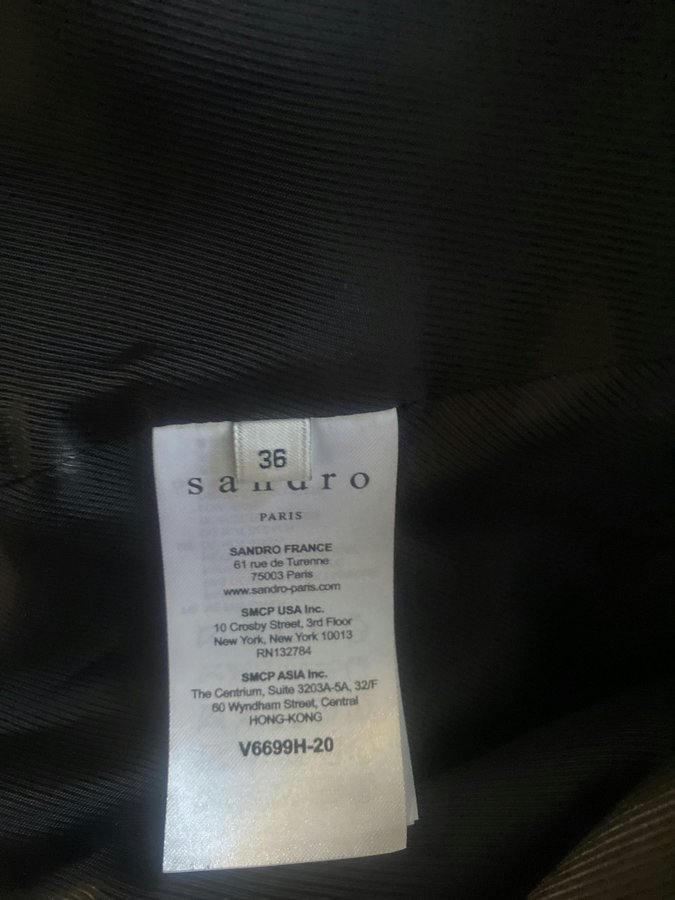 36
sandro
PARIS
SANDRO FRANCE
61 rue de Turenne
75003 Paris
www.sandro-paris.com
SMCP USA Inc.
10 Crosby Street, 3rd Floor
New York, New York 10013
RN132784
SMCP ASIA Inc.
The Centrium, Suite 3203A-5A, 32/F
60 Wyndham Street, Central
HONG-KONG
V6699H-20